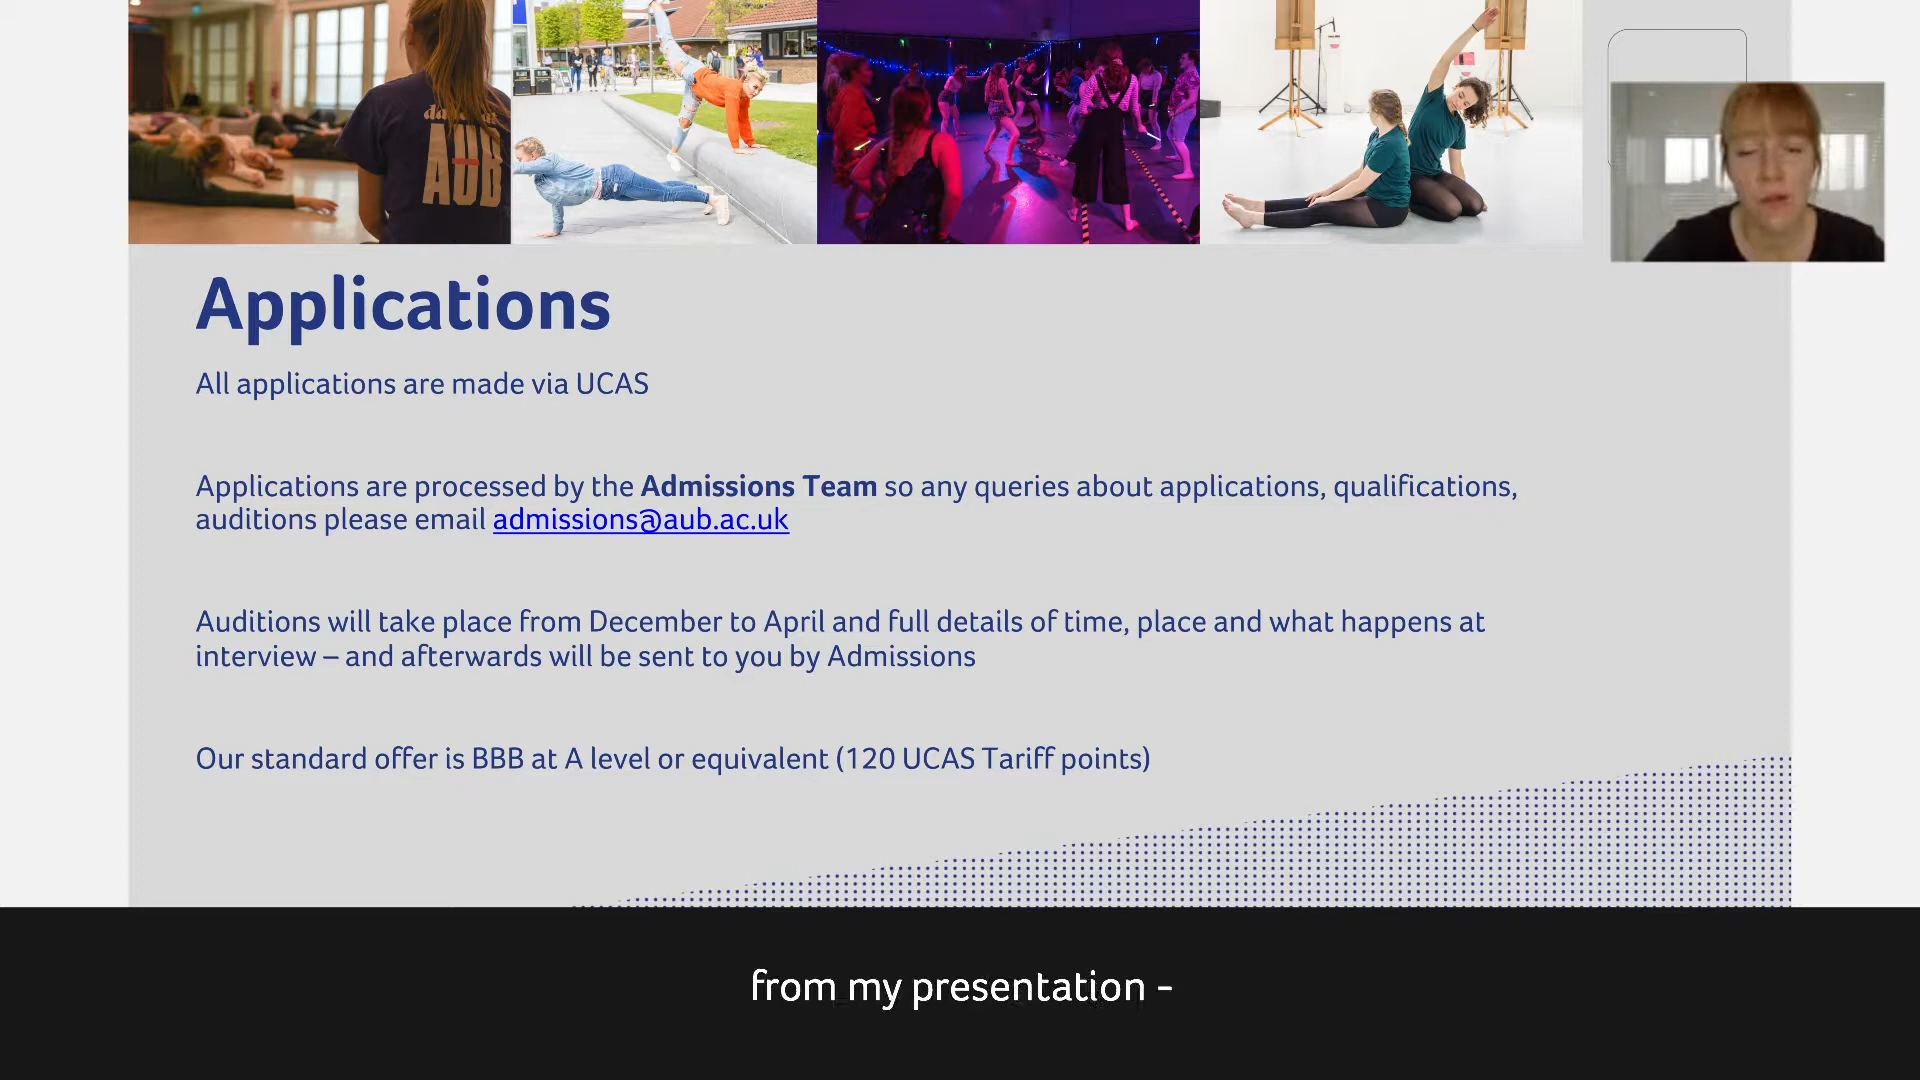 AUB
Applications
All applications are made via UCAS
Applications are processed by the Admissions Team so any queries about applications, qualifications,
auditions please email admissions@aub.ac.uk
Auditions will take place from December to April and full details of time, place and what happens at
interview – and afterwards will be sent to you by Admissions
Our standard offer is BBB at A level or equivalent (120 UCAS Tariff points)
from my presentation -